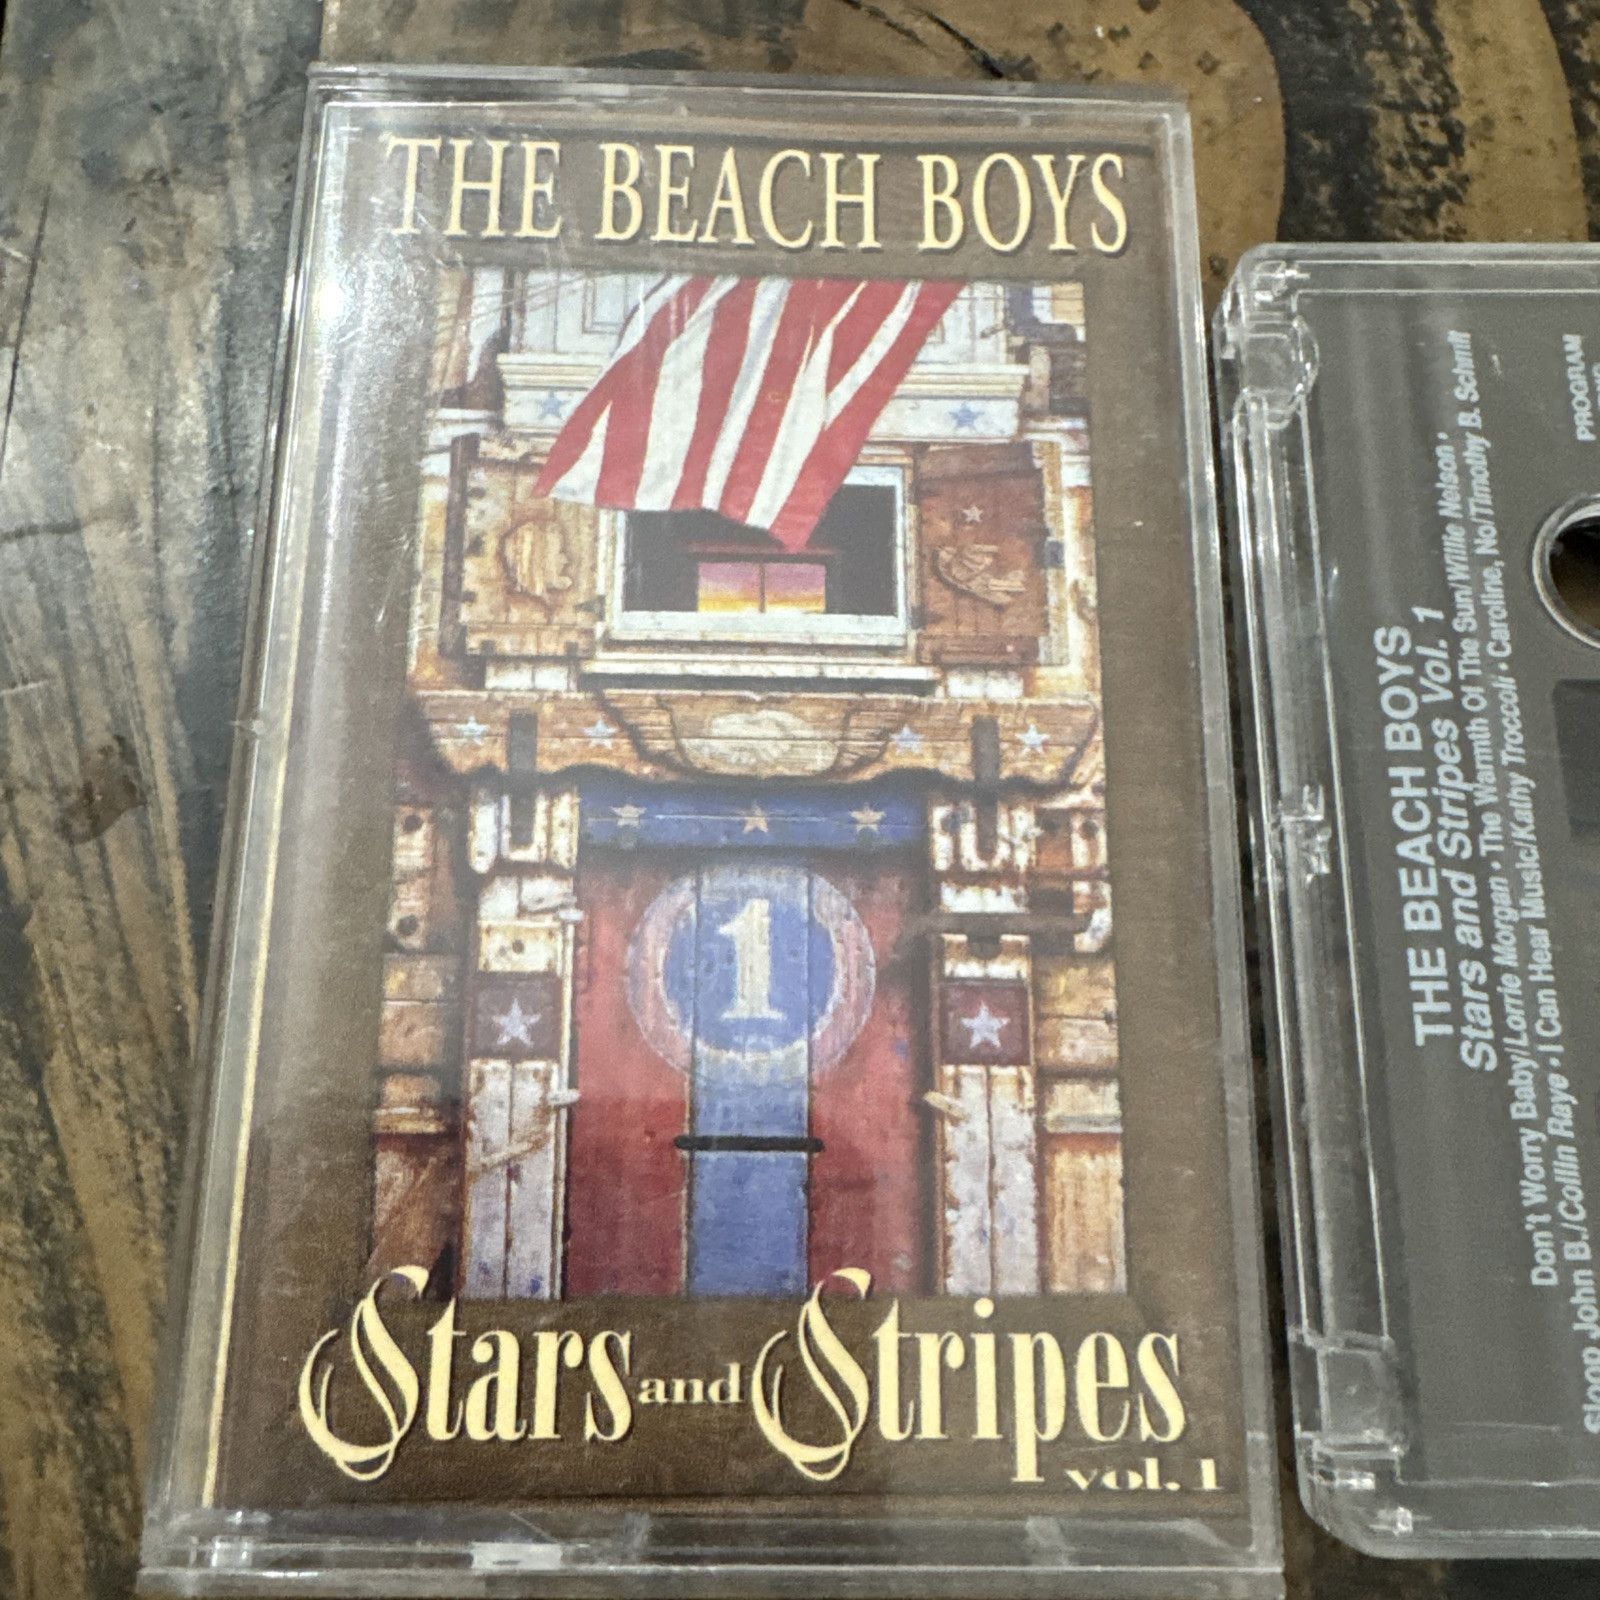 THE BEACH BOYS
1
Stars and Stripes
vol. 1
THE BEACH BOYS
Stars and Stripes Vol. 1
Don't Worry Baby/Lorrie Morgan • The Warmth Of The Sun/Willie Nelson •
Sloop John B./Collin Raye • I Can Hear Music/Kathy Troccoli • Caroline, No/Timothy B. Schmit
PROGRAM